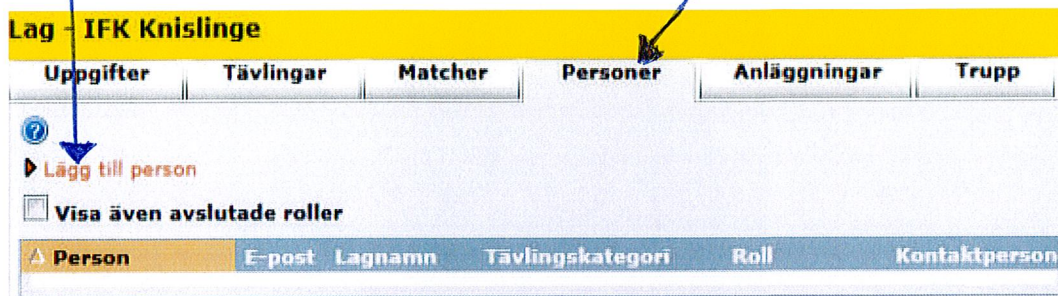 Lag - IFK Knislinge
Uppgifter Tävlingar Matcher Personer Anläggningar Trupp
Lägg till person
Visa även avslutade roller
Person E-post Lagnamn Tävlingskategori Roll Kontaktperson